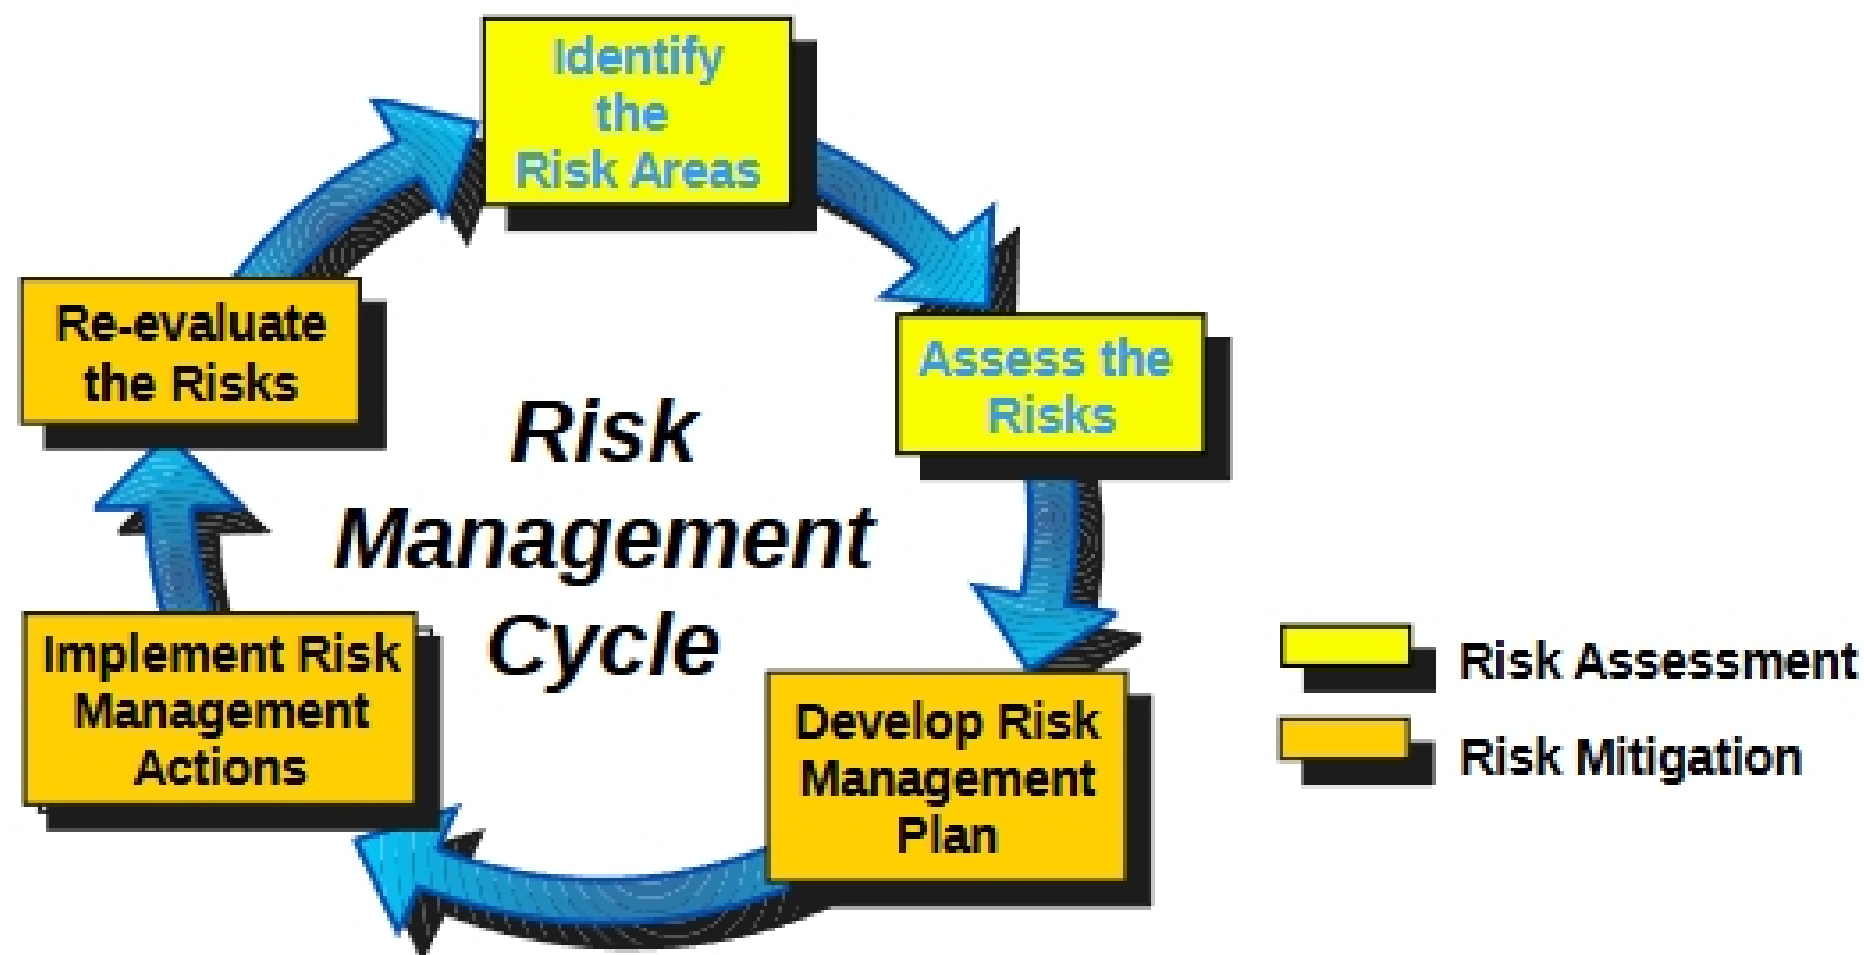 Identify
the
Risk Areas
Assess the
Risks
Develop Risk
Management
Plan
Implement Risk
Management
Actions
Re-evaluate
the Risks
Risk
Management
Cycle
Risk Assessment
Risk Mitigation